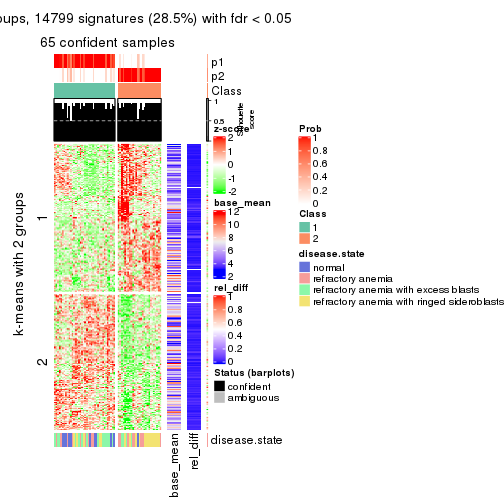 oups, 14799 signatures (28.5%) with fdr < 0.05
65 confident samples
p1
p2
Class
1
0.5
0
Silhouette
score
k-means with 2 groups
1
2
z-score
2
1
0
-1
-2
base_mean
12
10
8
6
4
2
rel_diff
1
0.8
0.6
0.4
0.2
0
Status (barplots)
confident
ambiguous
Prob
1
0.8
0.6
0.4
0.2
0
Class
1
2
disease.state
normal
refractory anemia
refractory anemia with excess blasts
refractory anemia with ringed sideroblasts
disease.state
base_mean
rel_diff